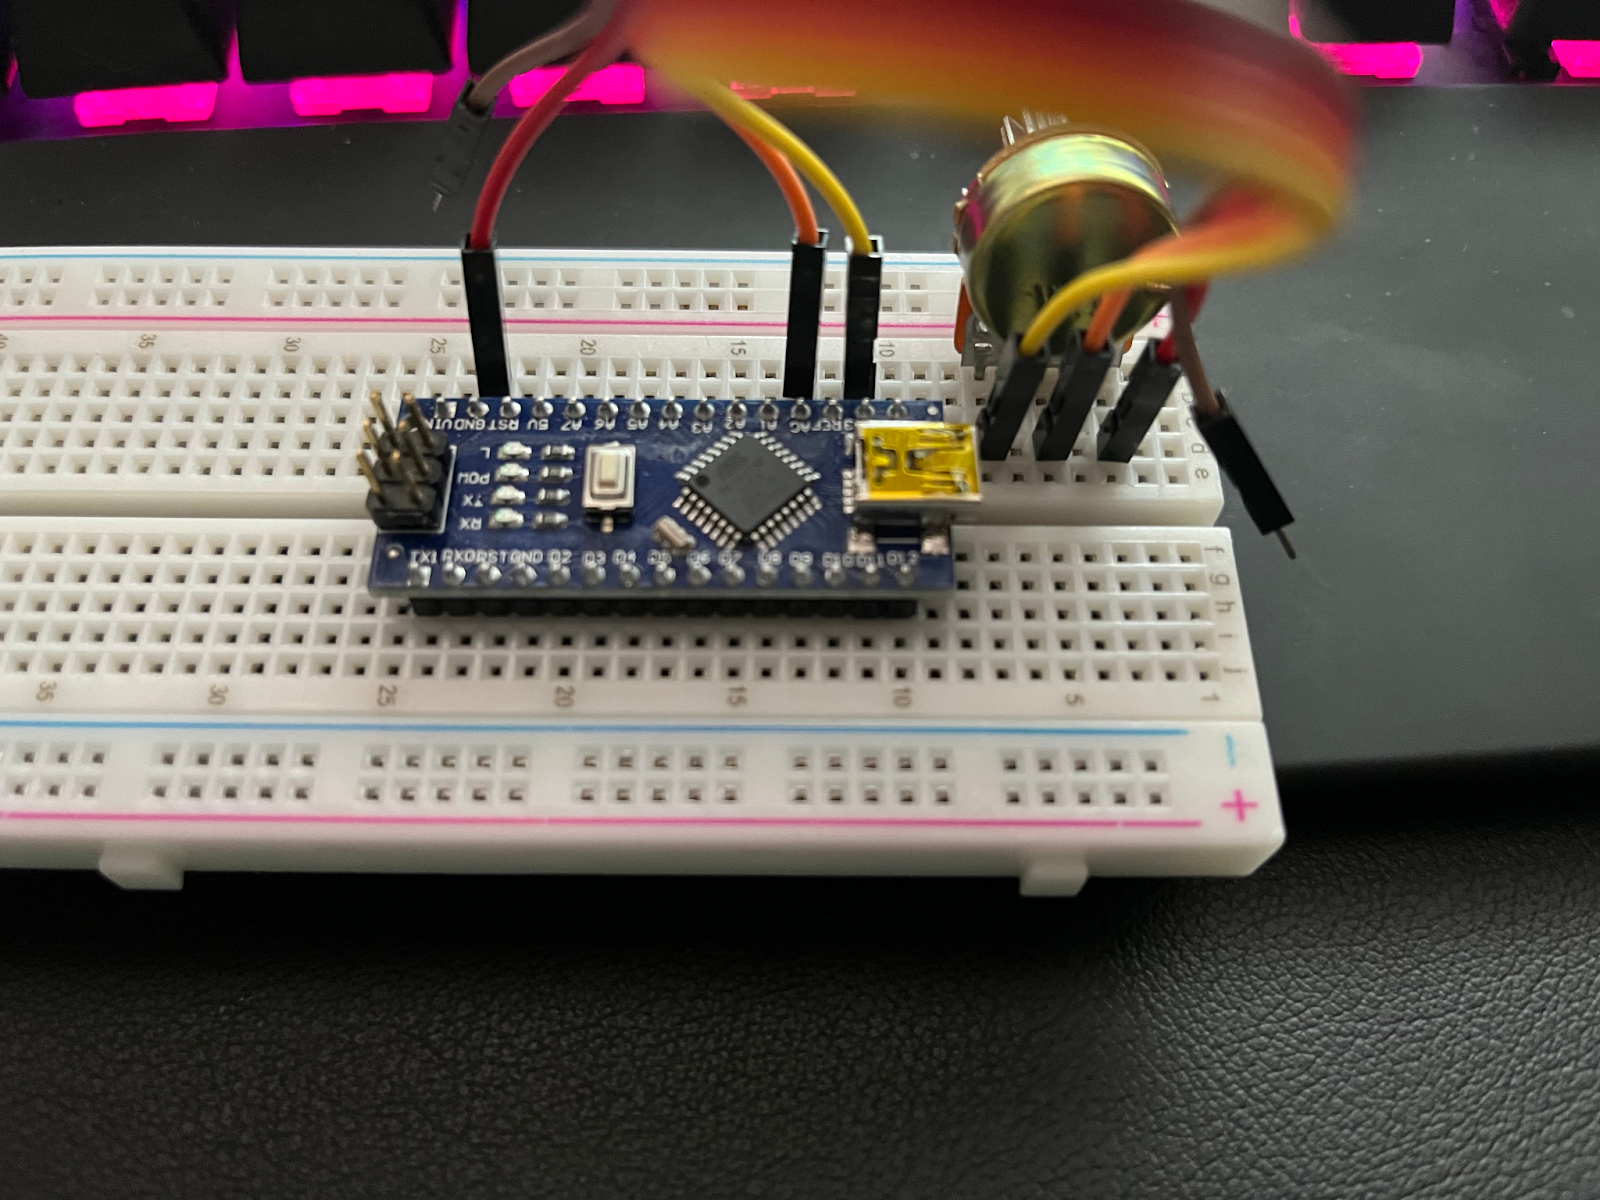 40 35 30 25 20 15 10
VIN GND RST 5V A7 A6 A5 A4 A3 A2 A1 REF
L
POW
TX
RX
TX1 RX0 RST GND D2 D3 D4 D5 D6 D7 D8 D9 D10 D11 D12
c d e
f g h i j
35 30 25 20 15 10 5 1
-
+